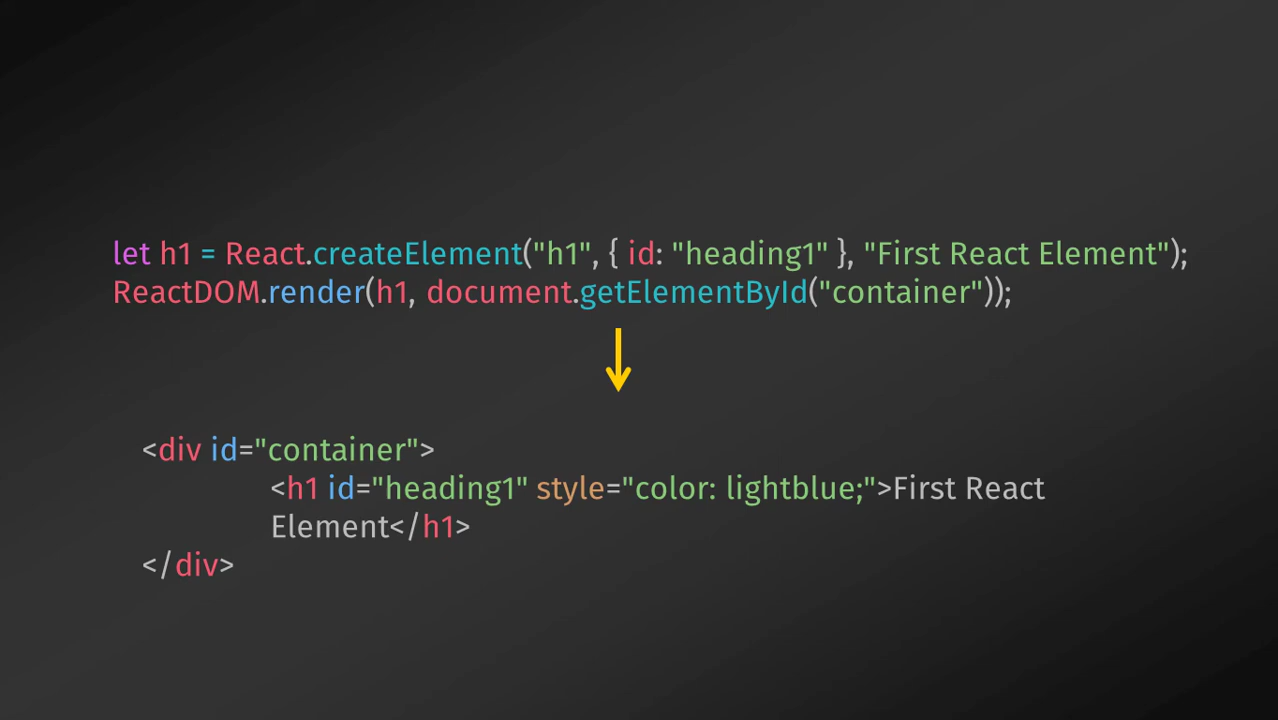 let h1 = React.createElement("h1", { id: "heading1" }, "First React Element");
ReactDOM.render(h1, document.getElementById("container"));
<div id="container">
<h1 id="heading1" style="color: lightblue;">First React
Element</h1>
</div>